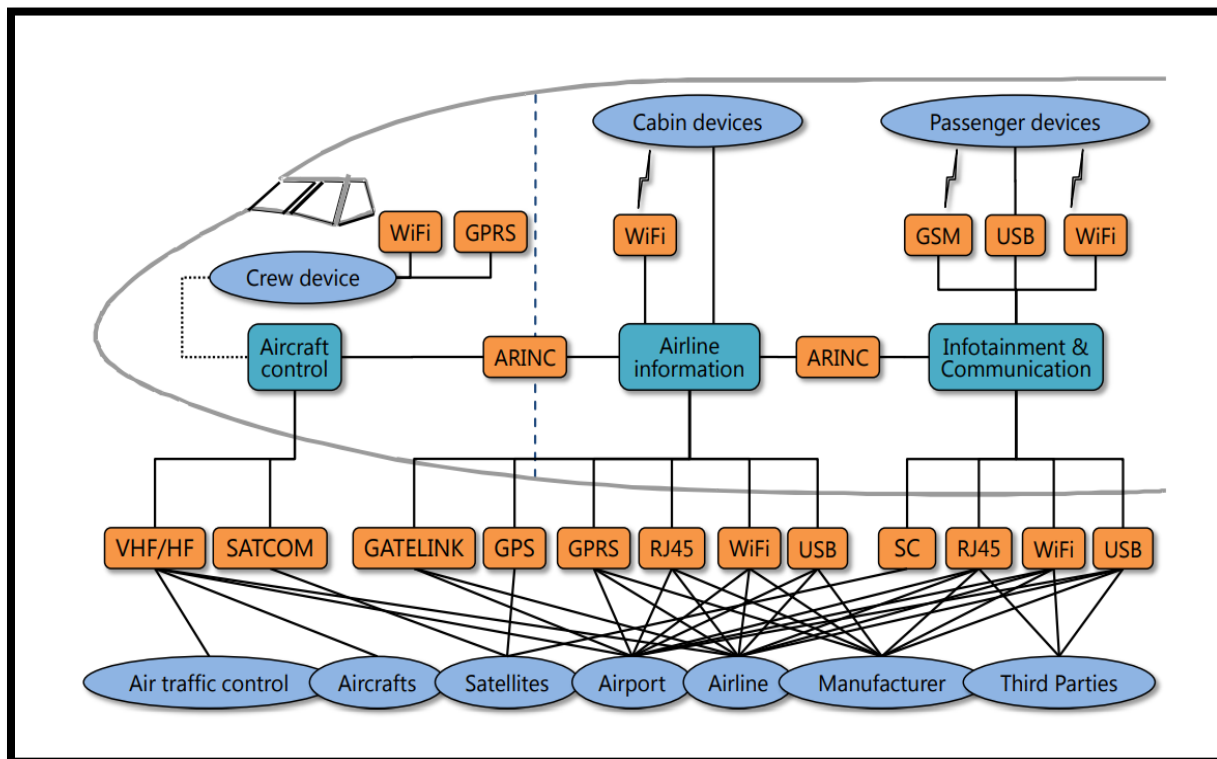 Cabin devices
Passenger devices
WiFi
GPRS
WiFi
GSM
USB
WiFi
Crew device
Aircraft
control
ARINC
Airline
information
ARINC
Infotainment &
Communication
VHF/HF
SATCOM
GATELINK
GPS
GPRS
RJ45
WiFi
USB
SC
RJ45
WiFi
USB
Air traffic control
Aircrafts
Satellites
Airport
Airline
Manufacturer
Third Parties